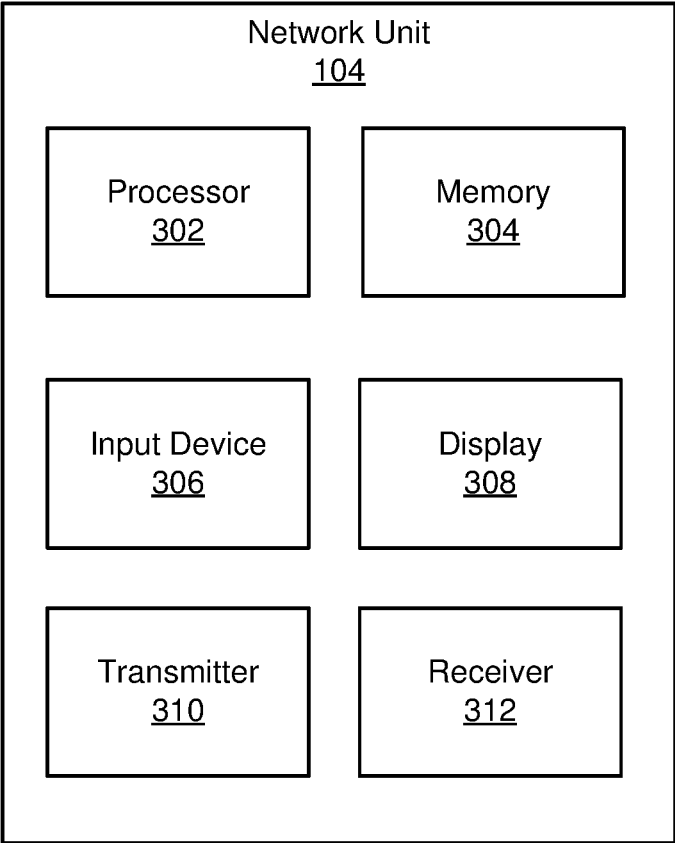 Network Unit
104
Processor
302
Memory
304
Input Device
306
Display
308
Transmitter
310
Receiver
312